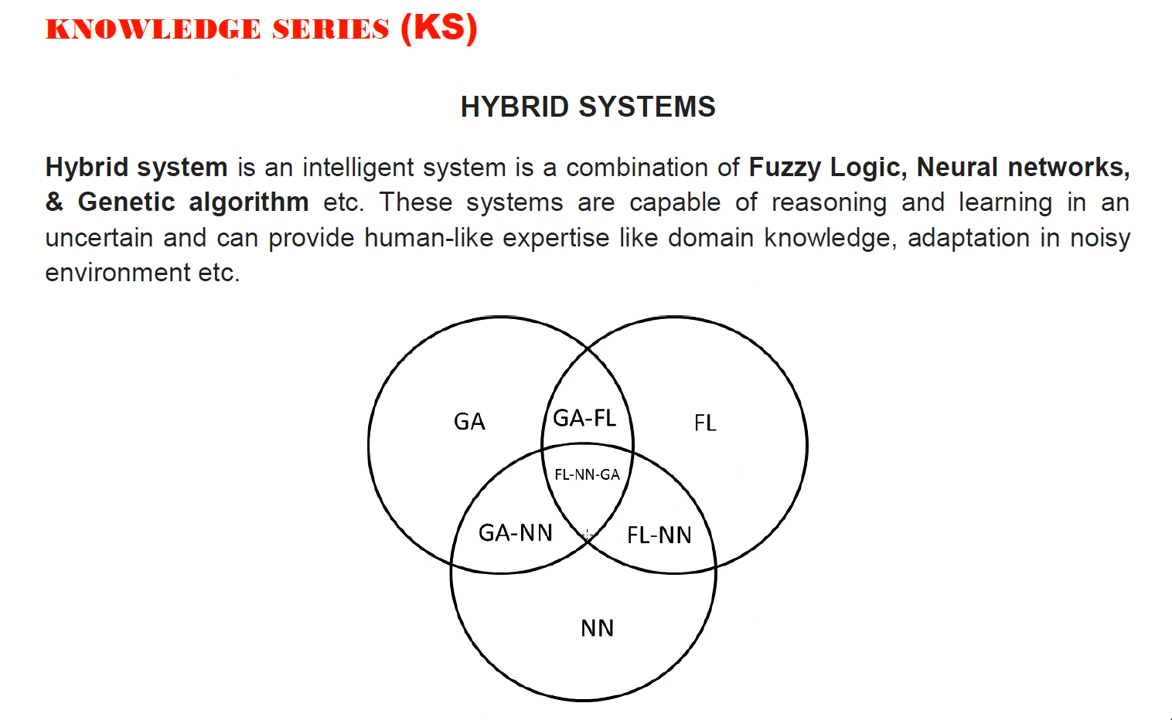 KNOWLEDGE SERIES (KS)
HYBRID SYSTEMS
Hybrid system is an intelligent system is a combination of Fuzzy Logic, Neural networks,
& Genetic algorithm etc. These systems are capable of reasoning and learning in an
uncertain and can provide human-like expertise like domain knowledge, adaptation in noisy
environment etc.
GA
GA-FL
FL
FL-NN-GA
GA-NN
FL-NN
NN